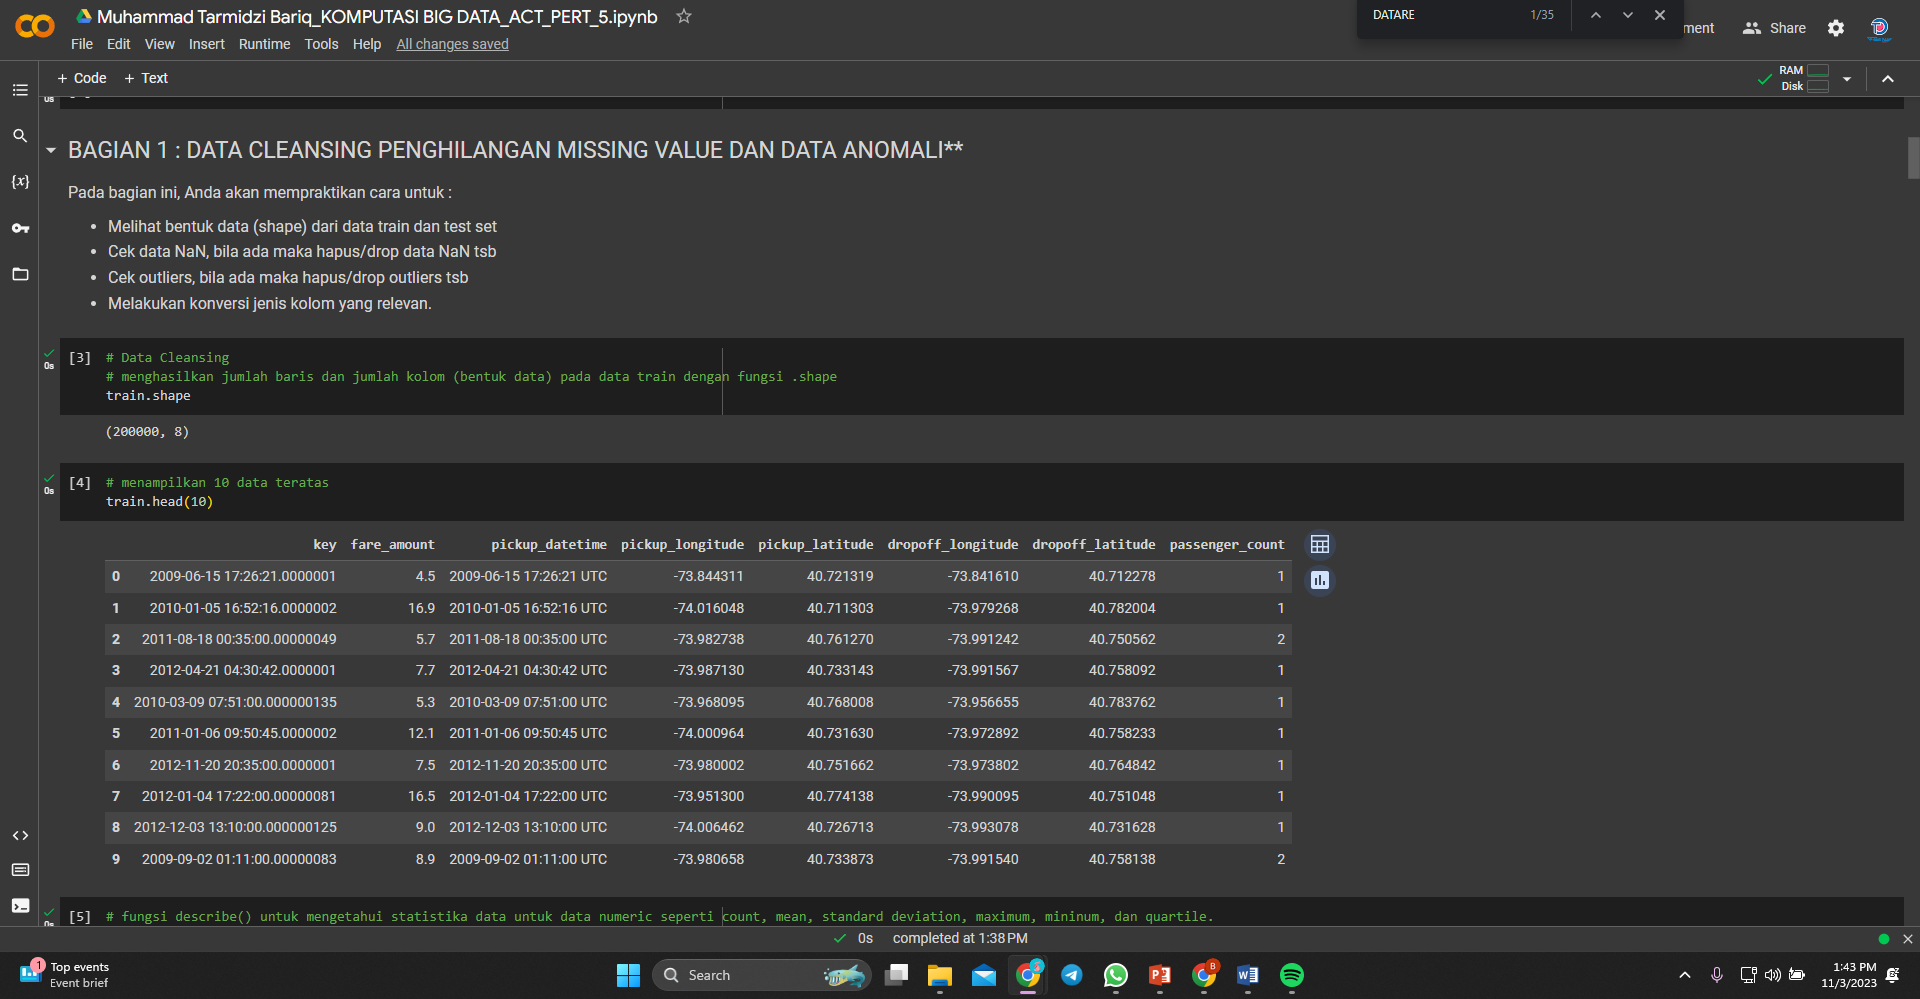 Muhammad Tarmidzi Bariq_KOMPUTASI BIG DATA_ACT_PERT_5.ipynb
DATARE 1/35
File Edit View Insert Runtime Tools Help All changes saved
ment Share
+ Code + Text
RAM
Disk
0s
BAGIAN 1 : DATA CLEANSING PENGHILANGAN MISSING VALUE DAN DATA ANOMALI**
Pada bagian ini, Anda akan mempraktikan cara untuk :
• Melihat bentuk data (shape) dari data train dan test set
• Cek data NaN, bila ada maka hapus/drop data NaN tsb
• Cek outliers, bila ada maka hapus/drop outliers tsb
• Melakukan konversi jenis kolom yang relevan.
0s [3] # Data Cleansing
# menghasilkan jumlah baris dan jumlah kolom (bentuk data) pada data train dengan fungsi .shape
train.shape
(200000, 8)
0s [4] # menampilkan 10 data teratas
train.head(10)
key fare_amount pickup_datetime pickup_longitude pickup_latitude dropoff_longitude dropoff_latitude passenger_count
0 2009-06-15 17:26:21.0000001 4.5 2009-06-15 17:26:21 UTC -73.844311 40.721319 -73.841610 40.712278 1
1 2010-01-05 16:52:16.0000002 16.9 2010-01-05 16:52:16 UTC -74.016048 40.711303 -73.979268 40.782004 1
2 2011-08-18 00:35:00.00000049 5.7 2011-08-18 00:35:00 UTC -73.982738 40.761270 -73.991242 40.750562 2
3 2012-04-21 04:30:42.0000001 7.7 2012-04-21 04:30:42 UTC -73.987130 40.733143 -73.991567 40.758092 1
4 2010-03-09 07:51:00.000000135 5.3 2010-03-09 07:51:00 UTC -73.968095 40.768008 -73.956655 40.783762 1
5 2011-01-06 09:50:45.0000002 12.1 2011-01-06 09:50:45 UTC -74.000964 40.731630 -73.972892 40.758233 1
6 2012-11-20 20:35:00.0000001 7.5 2012-11-20 20:35:00 UTC -73.980002 40.751662 -73.973802 40.764842 1
7 2012-01-04 17:22:00.00000081 16.5 2012-01-04 17:22:00 UTC -73.951300 40.774138 -73.990095 40.751048 1
8 2012-12-03 13:10:00.000000125 9.0 2012-12-03 13:10:00 UTC -74.006462 40.726713 -73.993078 40.731628 1
9 2009-09-02 01:11:00.00000083 8.9 2009-09-02 01:11:00 UTC -73.980658 40.733873 -73.991540 40.758138 2
0s [5] # fungsi describe() untuk mengetahui statistika data untuk data numeric seperti count, mean, standard deviation, maximum, mininum, dan quartile.
0s completed at 1:38 PM
1 Top events
Event brief
Search
1:43 PM
11/3/2023